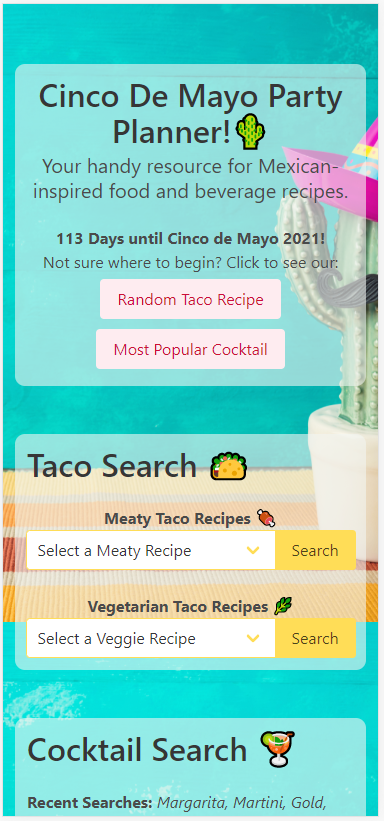 Cinco De Mayo Party
Planner!🌵
Your handy resource for Mexican-
inspired food and beverage recipes.
113 Days until Cinco de Mayo 2021!
Not sure where to begin? Click to see our:
Random Taco Recipe
Most Popular Cocktail
Taco Search 🌮
Meaty Taco Recipes 🍖
Select a Meaty Recipe
Search
Vegetarian Taco Recipes 🌿
Select a Veggie Recipe
Search
Cocktail Search 🍹
Recent Searches: Margarita, Martini, Gold,